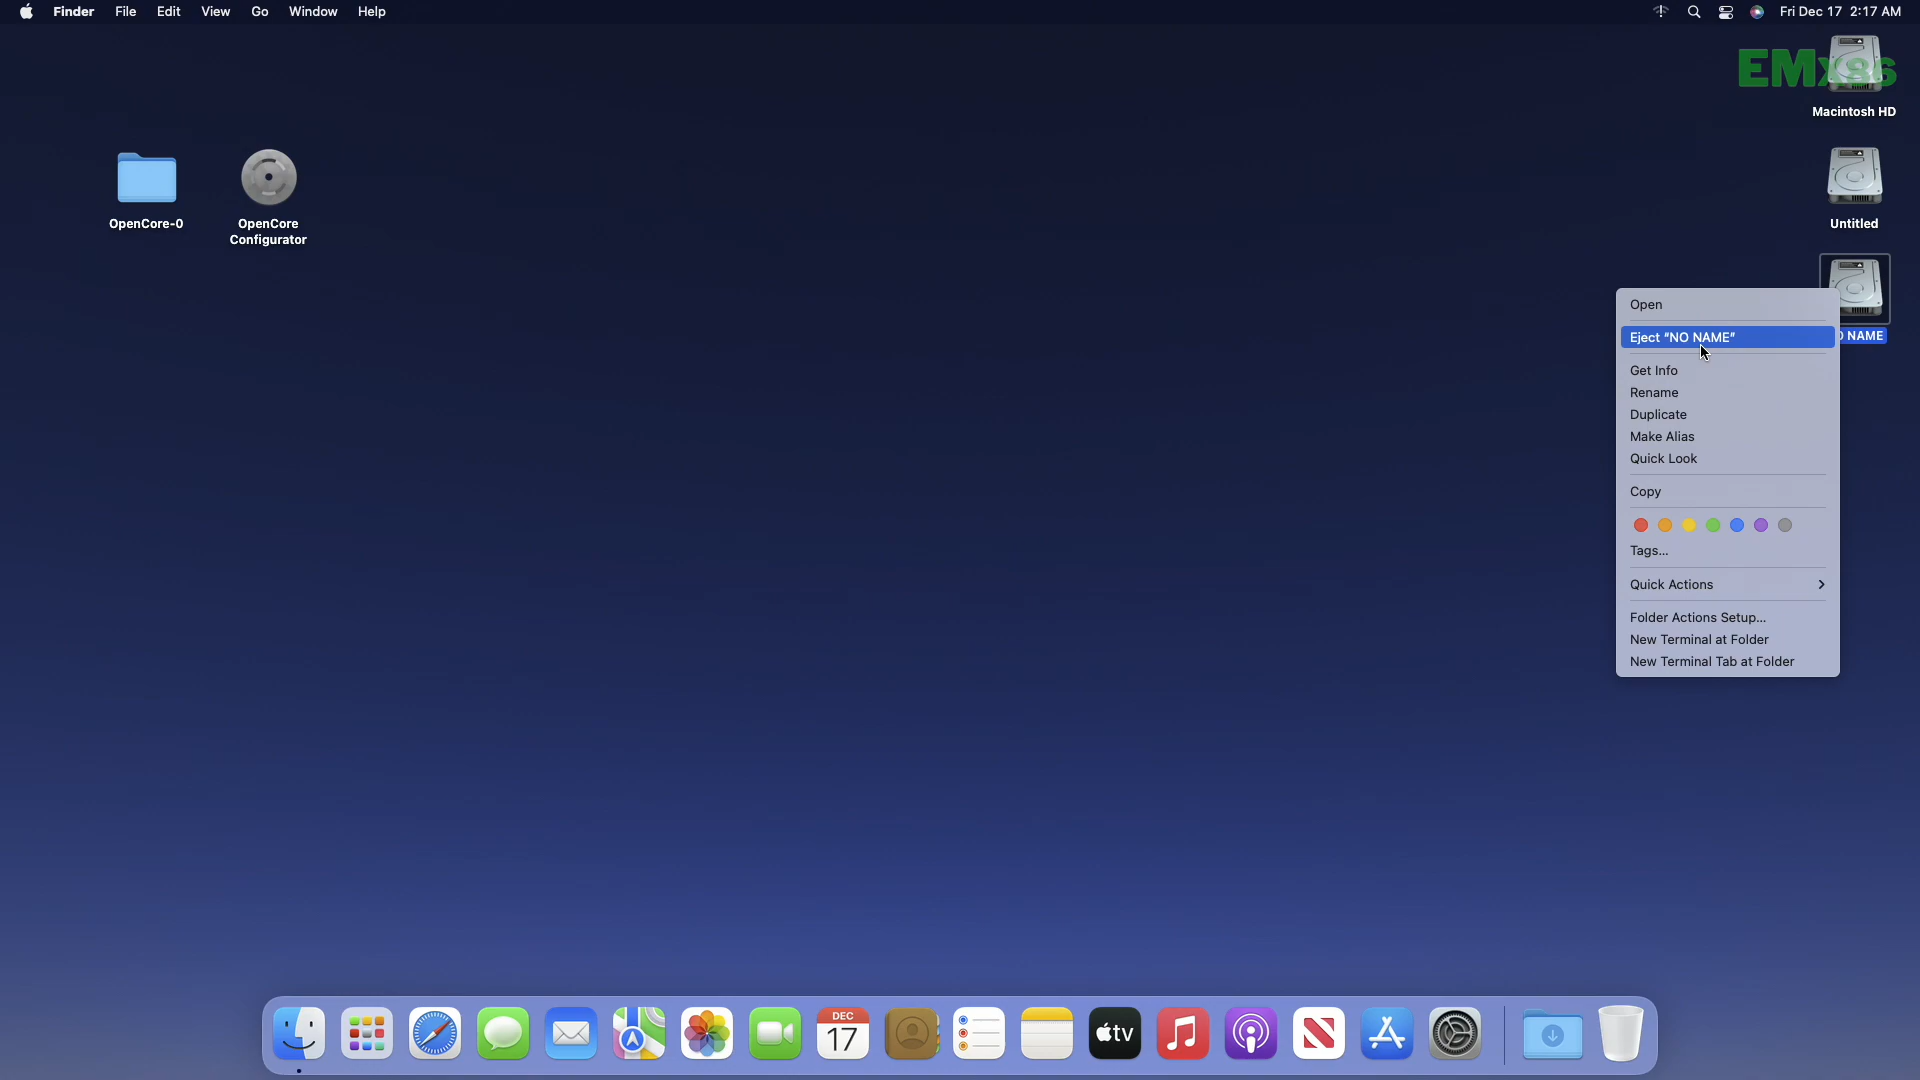 Finder File Edit View Go Window Help Fri Dec 17 2:17 AM
EMx86
Macintosh HD
OpenCore-0
OpenCore
Configurator
Untitled
NAME
Open
Eject “NO NAME”
Get Info
Rename
Duplicate
Make Alias
Quick Look
Copy
Tags...
Quick Actions
Folder Actions Setup...
New Terminal at Folder
New Terminal Tab at Folder
DEC
17
tv